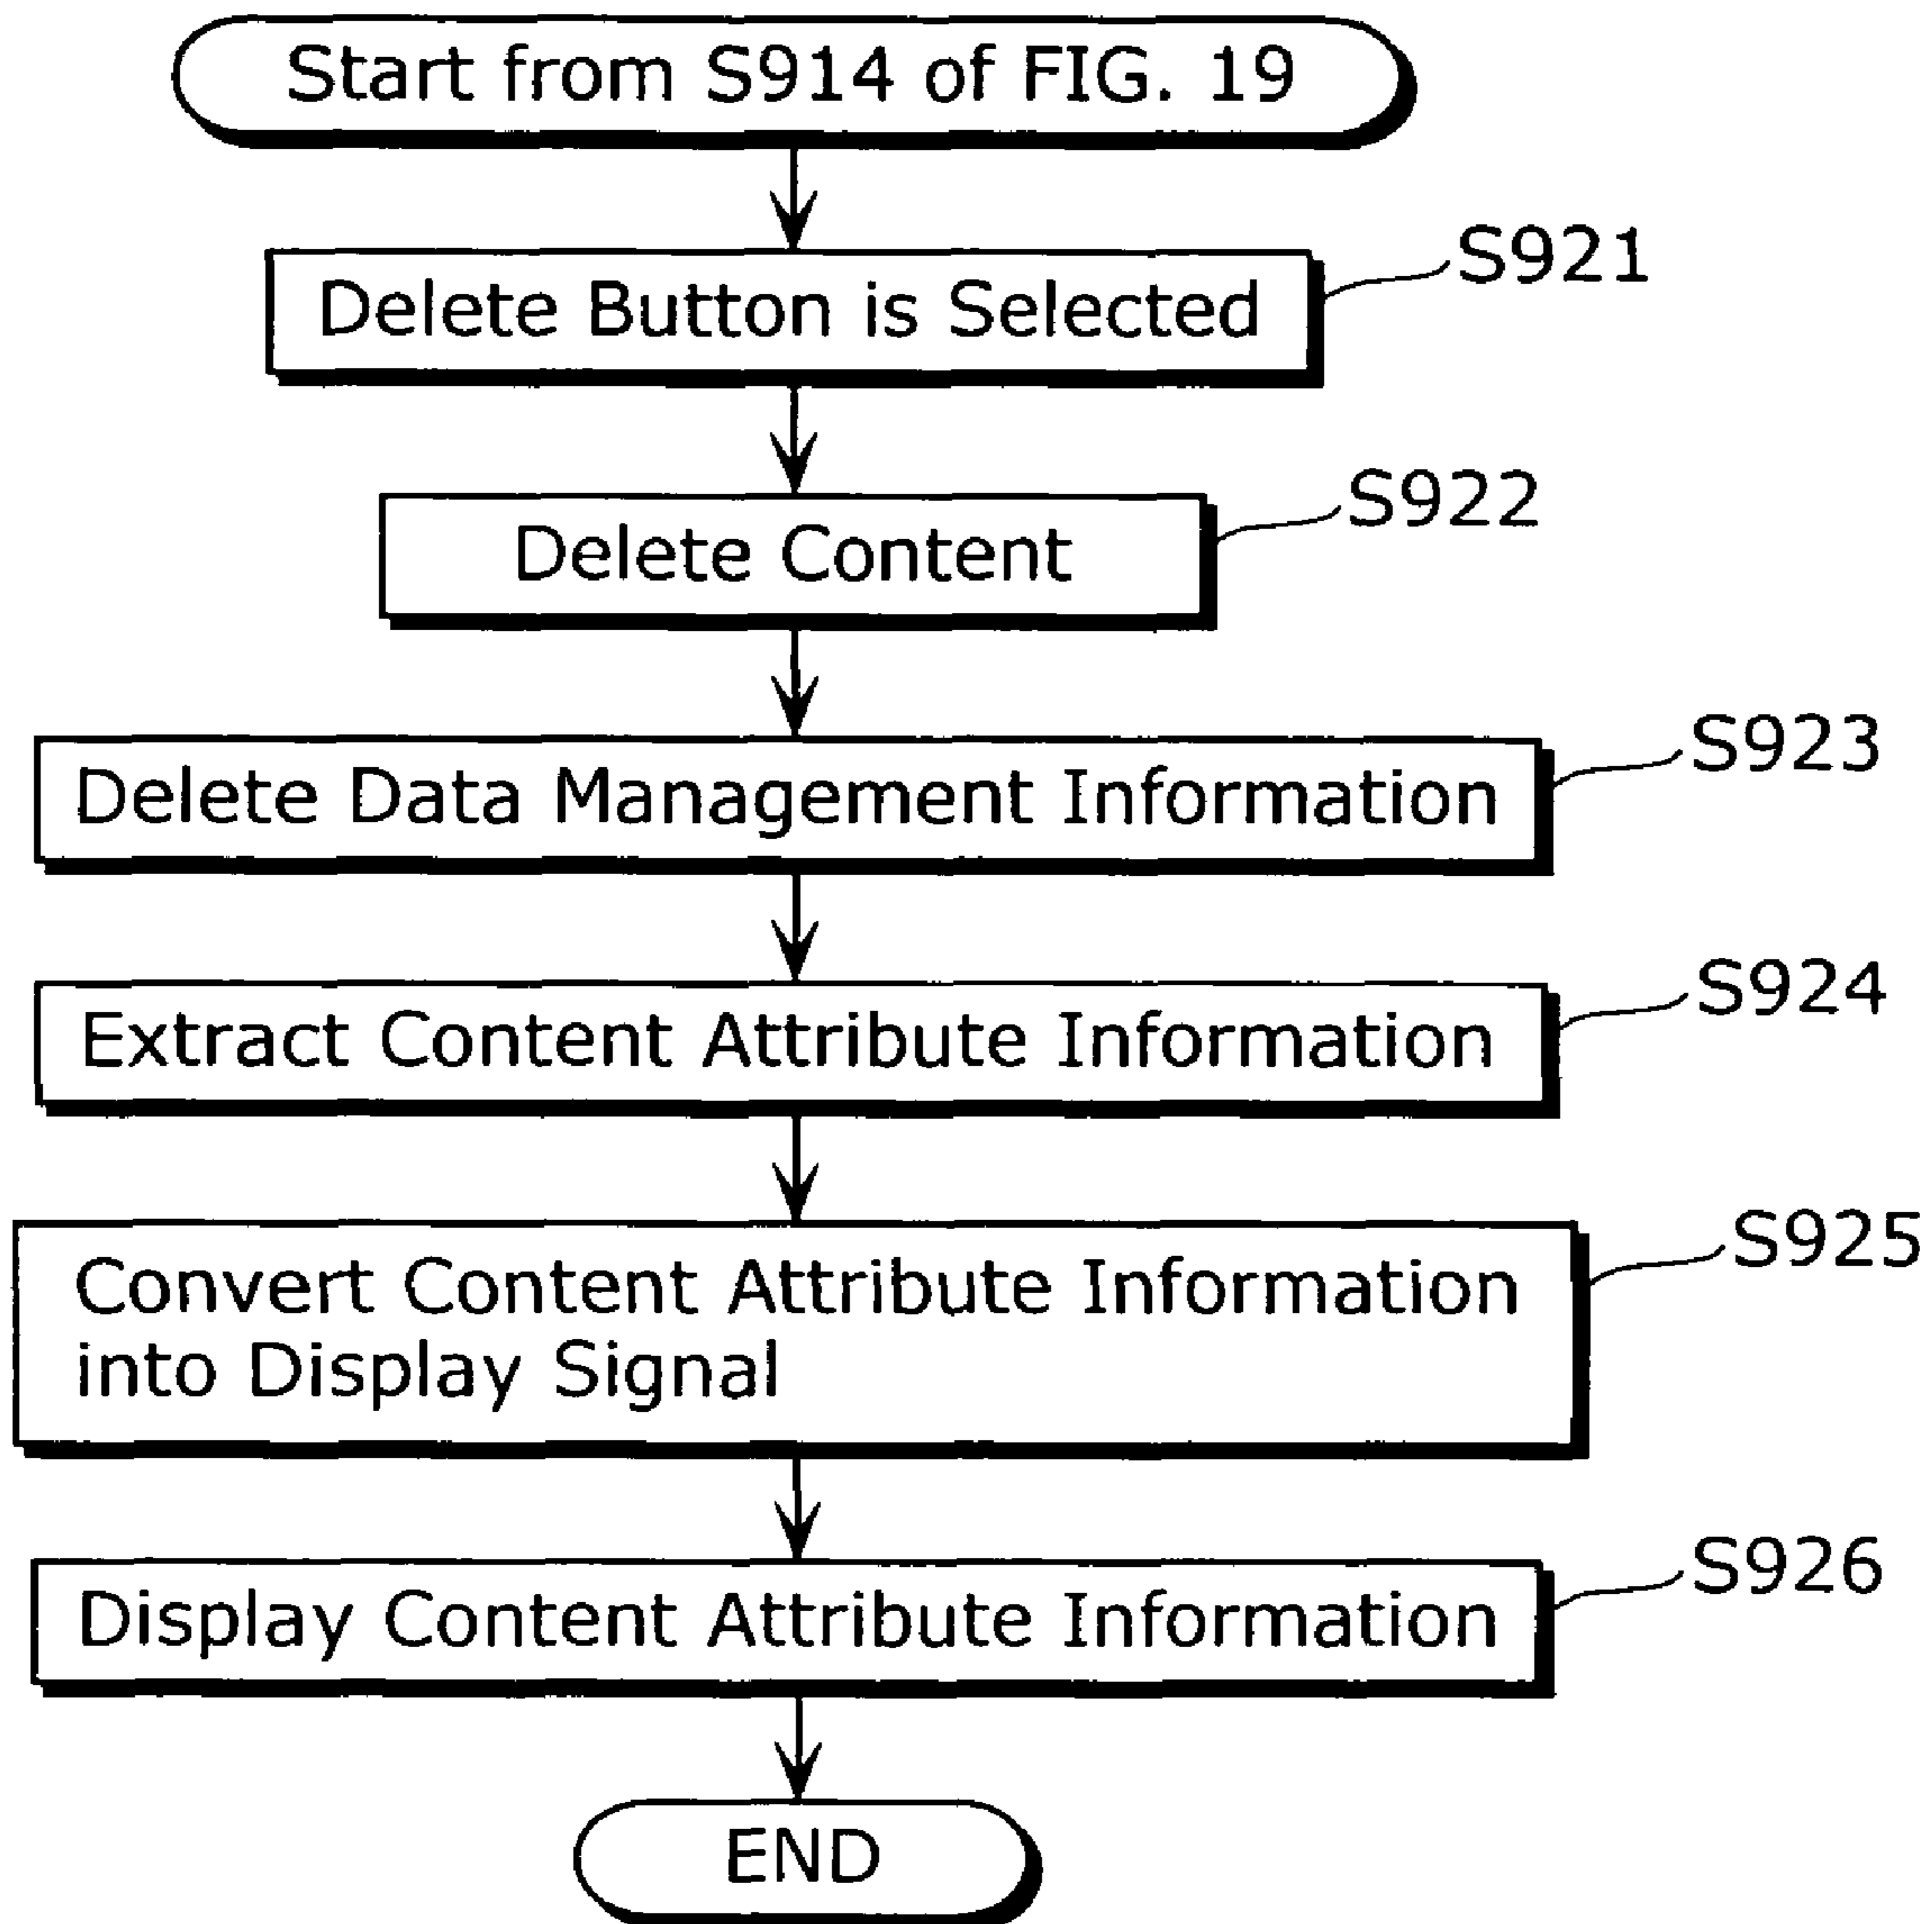 Start from S914 of FIG. 19
S921
Delete Button is Selected
S922
Delete Content
S923
Delete Data Management Information
S924
Extract Content Attribute Information
S925
Convert Content Attribute Information
into Display Signal
S926
Display Content Attribute Information
END